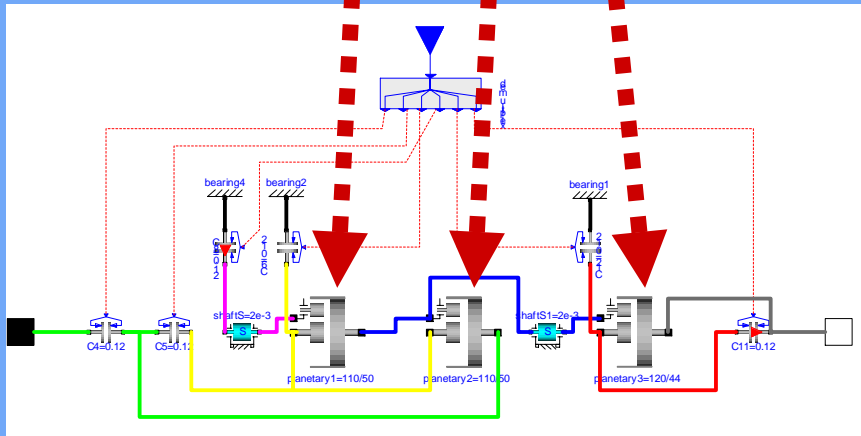 demultiplex
bearing4
bearing2
bearing1
shaftS=2e-3
shaftS1=2e-3
S
S
C4=0.12
C5=0.12
C11=0.12
planetary1=110/50
planetary2=110/50
planetary3=120/44